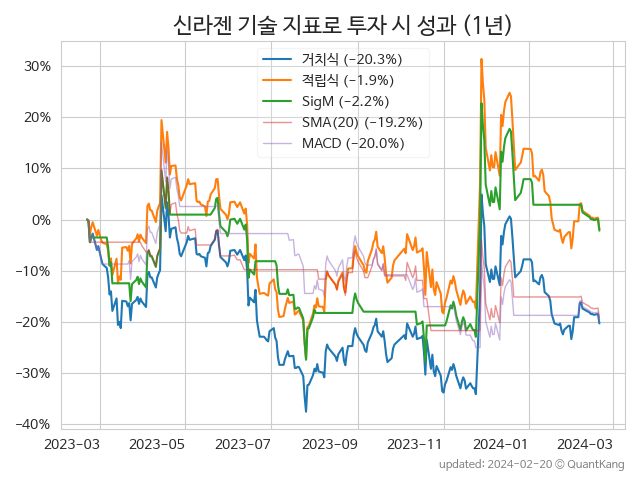 신라젠 기술 지표로 투자 시 성과 (1년)
거치식 (−20.3%)
적립식 (−1.9%)
SigM (−2.2%)
SMA(20) (−19.2%)
MACD (−20.0%)
30%
20%
10%
0%
−10%
−20%
−30%
−40%
2023-03 2023-05 2023-07 2023-09 2023-11 2024-01 2024-03
updated: 2024-02-20 © QuantKang